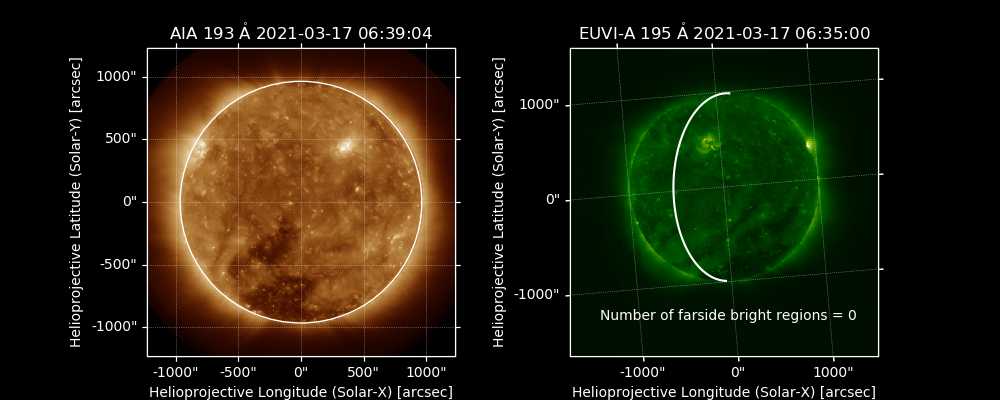 AIA 193 Å 2021-03-17 06:39:04
Helioprojective Latitude (Solar-Y) [arcsec]
1000"
500"
0"
-500"
-1000"
-1000" -500" 0" 500" 1000"
Helioprojective Longitude (Solar-X) [arcsec]
EUVI-A 195 Å 2021-03-17 06:35:00
Helioprojective Latitude (Solar-Y) [arcsec]
1000"
0"
-1000"
Number of farside bright regions = 0
-1000" 0" 1000"
Helioprojective Longitude (Solar-X) [arcsec]